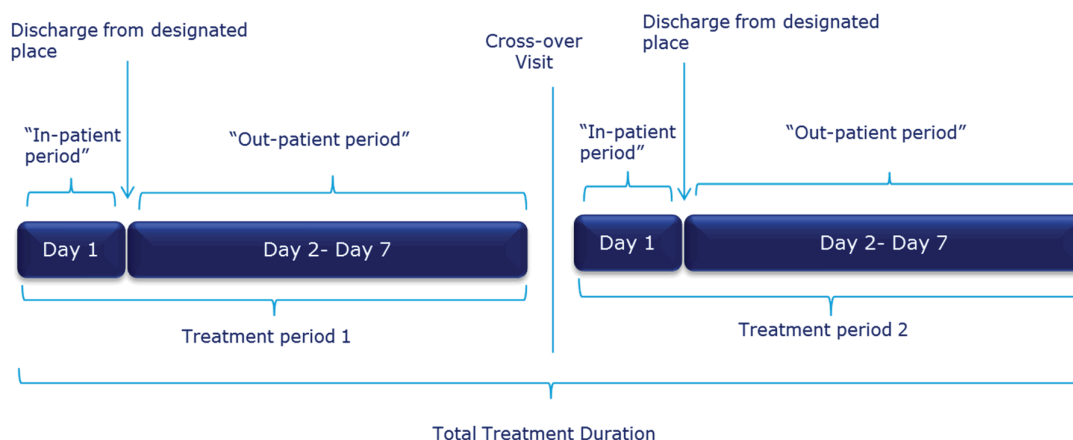 Discharge from designated
place
"In-patient
period"
"Out-patient period"
Day 1
Day 2- Day 7
Treatment period 1
Cross-over
Visit
Discharge from designated
place
"In-patient
period"
"Out-patient period"
Day 1
Day 2- Day 7
Treatment period 2
Total Treatment Duration